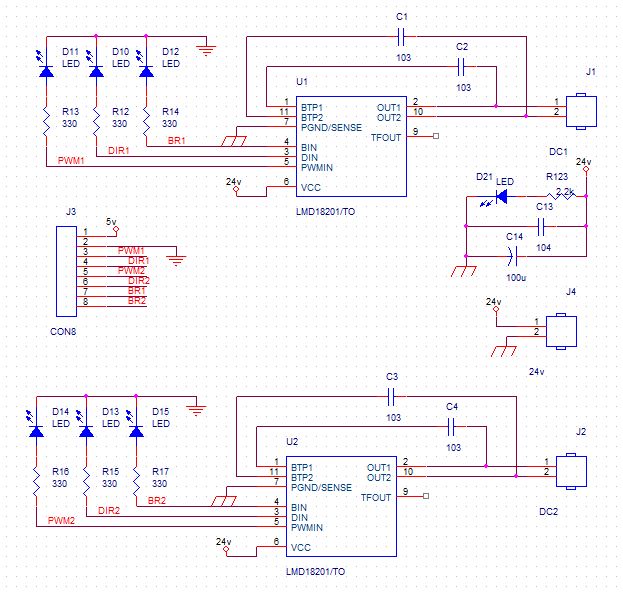 C1
103
C2
103
D11
LED
D10
LED
D12
LED
R13
330
R12
330
R14
330
BR1
DIR1
PWM1
U1
1
BTP1
11
BTP2
7
PGND/SENSE
4
BIN
3
DIN
5
PWMIN
6
VCC
OUT1
2
OUT2
10
TFOUT
9
24v
LMD18201/TO
J1
1
2
DC1
24v
D21
LED
R123
2.2k
C13
104
C14
100u
J3
5v
1
2
3
PWM1
4
DIR1
5
PWM2
6
DIR2
7
BR1
8
BR2
CON8
J4
24v
1
2
24v
C3
103
C4
103
D14
LED
D13
LED
D15
LED
R16
330
R15
330
R17
330
BR2
DIR2
PWM2
U2
1
BTP1
11
BTP2
7
PGND/SENSE
4
BIN
3
DIN
5
PWMIN
6
VCC
OUT1
2
OUT2
10
TFOUT
9
24v
LMD18201/TO
J2
1
2
DC2